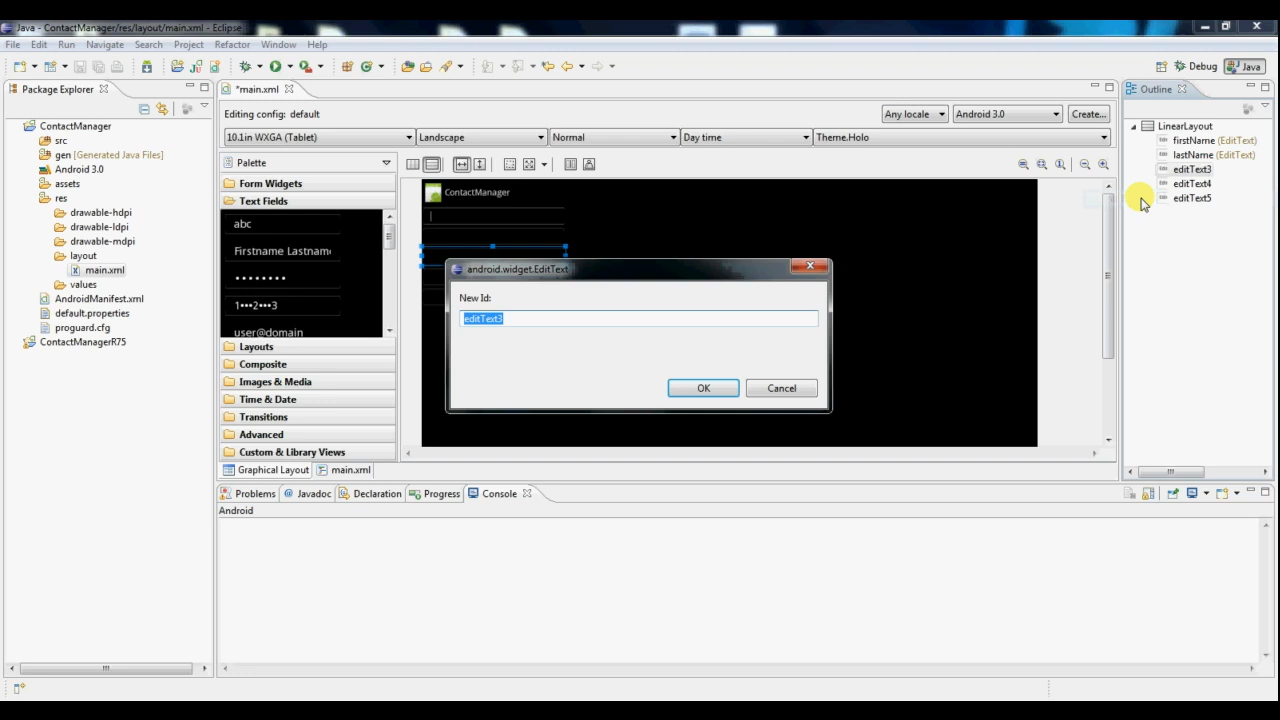 Java - ContactManager/res/layout/main.xml - Eclipse
File Edit Run Navigate Search Project Refactor Window Help
Debug Java
Package Explorer
*main.xml
Outline
Editing config: default
Any locale Android 3.0 Create...
10.1in WXGA (Tablet) Landscape Normal Day time Theme.Holo
ContactManager
src
gen [Generated Java Files]
Android 3.0
assets
res
drawable-hdpi
drawable-ldpi
drawable-mdpi
layout
main.xml
values
AndroidManifest.xml
default.properties
proguard.cfg
ContactManagerR75
Palette
Form Widgets
Text Fields
abc
Firstname Lastnam
••••••••
1•••2•••3
user@domain
Layouts
Composite
Images & Media
Time & Date
Transitions
Advanced
Custom & Library Views
ContactManager
android.widget.EditText
New Id:
editText3
OK Cancel
LinearLayout
firstName (EditText)
lastName (EditText)
editText3
editText4
editText5
Graphical Layout main.xml
Problems Javadoc Declaration Progress Console
Android